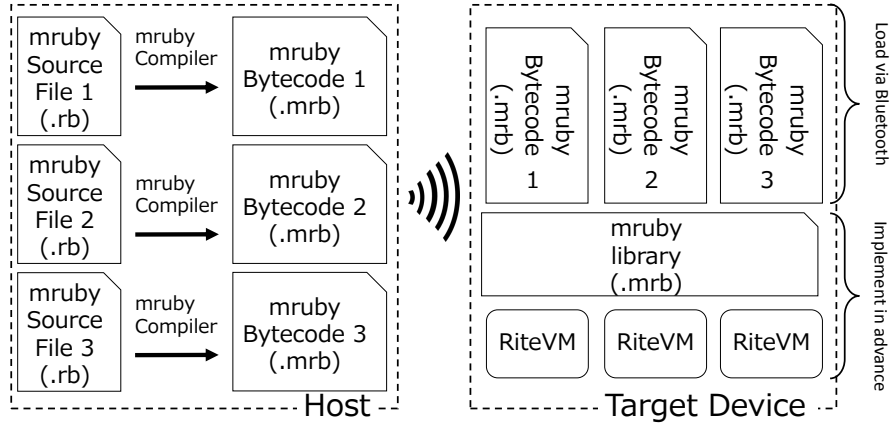 mruby
Source
File 1
(.rb)
mruby
Compiler
mruby
Bytecode 1
(.mrb)
mruby
Source
File 2
(.rb)
mruby
Compiler
mruby
Bytecode 2
(.mrb)
mruby
Source
File 3
(.rb)
mruby
Compiler
mruby
Bytecode 3
(.mrb)
Host
mruby
Bytecode
(.mrb)
1
mruby
Bytecode
(.mrb)
2
mruby
Bytecode
(.mrb)
3
mruby
library
(.mrb)
RiteVM
RiteVM
RiteVM
Target Device
Load via Bluetooth
Implement in advance